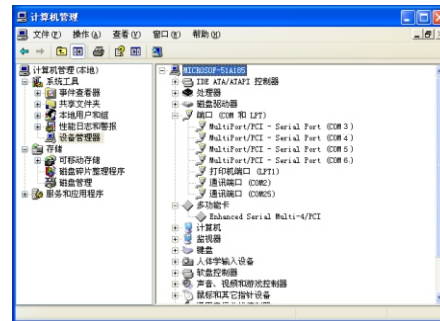 计算机管理
文件(F) 操作(A) 查看(V) 窗口(W) 帮助(H)
计算机管理(本地)
系统工具
事件查看器
共享文件夹
本地用户和组
性能日志和警报
设备管理器
存储
可移动存储
磁盘碎片整理程序
磁盘管理
服务和应用程序
MICROSOF-51A185
IDE ATA/ATAPI 控制器
处理器
磁盘驱动器
端口 (COM 和 LPT)
MultiPort/PCI - Serial Port (COM 3)
MultiPort/PCI - Serial Port (COM 4)
MultiPort/PCI - Serial Port (COM 5)
MultiPort/PCI - Serial Port (COM 6)
打印机端口 (LPT1)
通讯端口 (COM2)
通讯端口 (COM25)
多功能卡
Enhanced Serial Multi-4/PCI
计算机
监视器
键盘
人体学输入设备
软盘控制器
声音、视频和游戏控制器
鼠标和其它指针设备